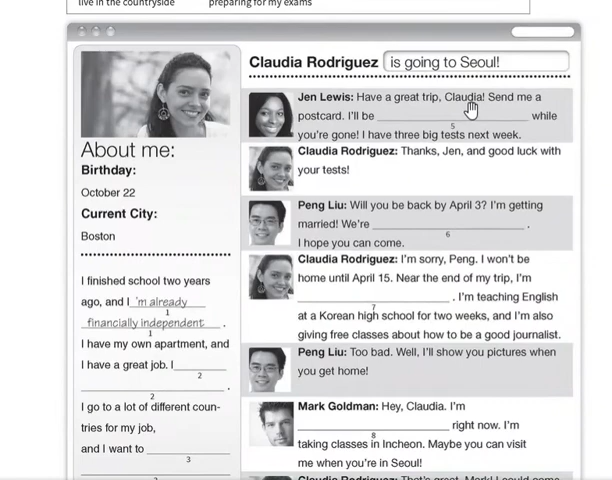 live in the countryside preparing for my exams
Claudia Rodriguez is going to Seoul!
About me:
Birthday:
October 22
Current City:
Boston
I finished school two years
ago, and I 'm already
1
financially independent .
1
I have my own apartment, and
I have a great job. I
2
.
2
I go to a lot of different coun-
tries for my job,
and I want to
3
Jen Lewis: Have a great trip, Claudia! Send me a
postcard. I'll be while
5
you're gone! I have three big tests next week.
Claudia Rodriguez: Thanks, Jen, and good luck with
your tests!
Peng Liu: Will you be back by April 3? I'm getting
married! We're .
6
I hope you can come.
Claudia Rodriguez: I'm sorry, Peng. I won't be
home until April 15. Near the end of my trip, I'm
. I'm teaching English
7
at a Korean high school for two weeks, and I'm also
giving free classes about how to be a good journalist.
Peng Liu: Too bad. Well, I'll show you pictures when
you get home!
Mark Goldman: Hey, Claudia. I'm
right now. I'm
8
taking classes in Incheon. Maybe you can visit
me when you're in Seoul!